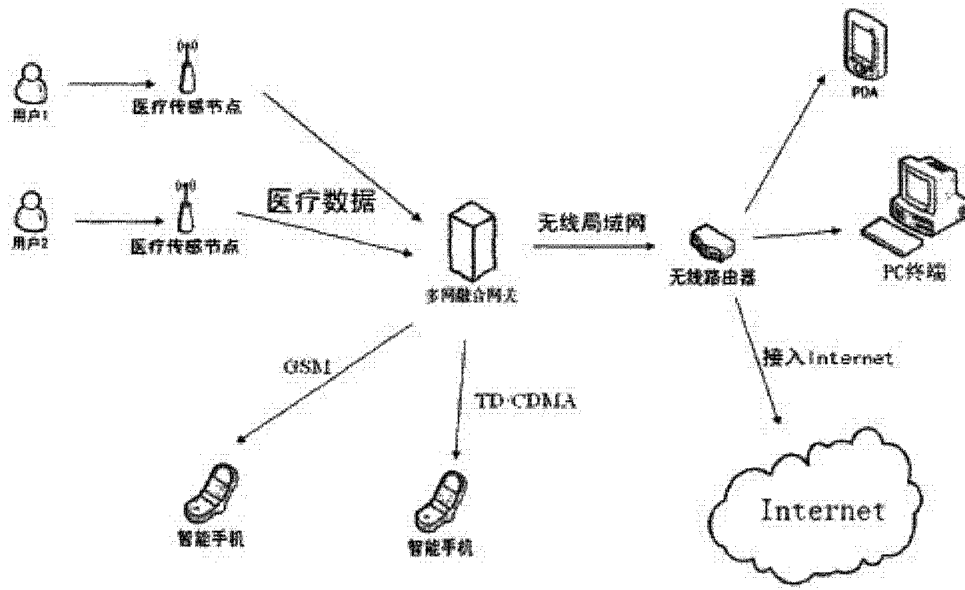 用户1
医疗传感节点
PDA
用户2
医疗传感节点
医疗数据
多网融合网关
无线局域网
无线路由器
PC终端
GSM
TD-CDMA
接入Internet
智能手机
智能手机
Internet